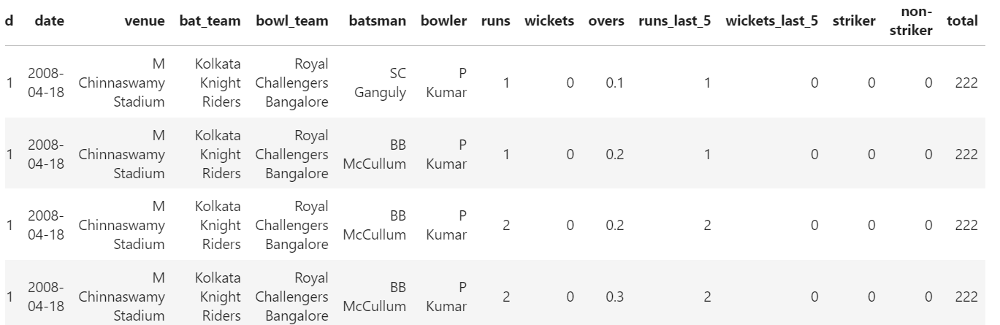 d date venue bat_team bowl_team batsman bowler runs wickets overs runs_last_5 wickets_last_5 striker non-striker total
1 2008-04-18 M Chinnaswamy Stadium Kolkata Knight Riders Royal Challengers Bangalore SC Ganguly P Kumar 1 0 0.1 1 0 0 0 222
1 2008-04-18 M Chinnaswamy Stadium Kolkata Knight Riders Royal Challengers Bangalore BB McCullum P Kumar 1 0 0.2 1 0 0 0 222
1 2008-04-18 M Chinnaswamy Stadium Kolkata Knight Riders Royal Challengers Bangalore BB McCullum P Kumar 2 0 0.2 2 0 0 0 222
1 2008-04-18 M Chinnaswamy Stadium Kolkata Knight Riders Royal Challengers Bangalore BB McCullum P Kumar 2 0 0.3 2 0 0 0 222